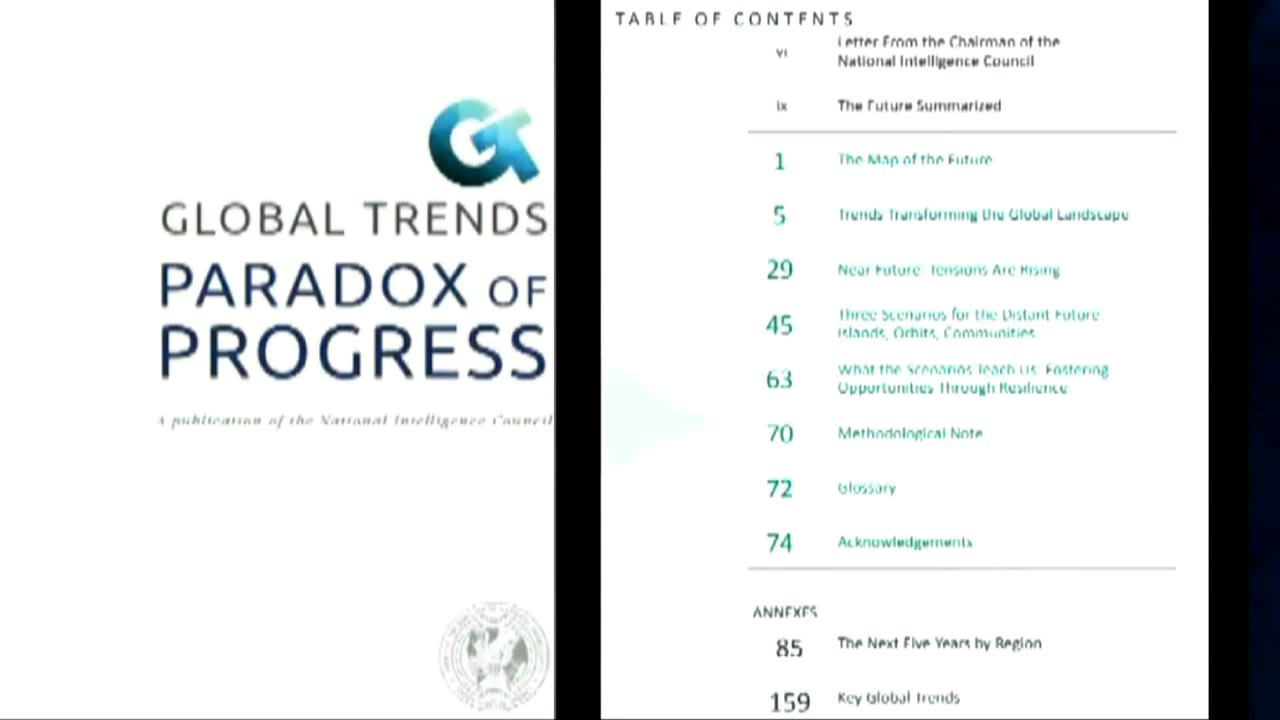 GT
GLOBAL TRENDS
PARADOX OF
PROGRESS
A publication of the National Intelligence Council
TABLE OF CONTENTS
vi
Letter From the Chairman of the
National Intelligence Council
ix
The Future Summarized
1
The Map of the Future
5
Trends Transforming the Global Landscape
29
Near Future: Tensions Are Rising
45
Three Scenarios for the Distant Future:
Islands, Orbits, Communities
63
What the Scenarios Teach Us: Fostering
Opportunities Through Resilience
70
Methodological Note
72
Glossary
74
Acknowledgements
ANNEXES
85
The Next Five Years by Region
159
Key Global Trends